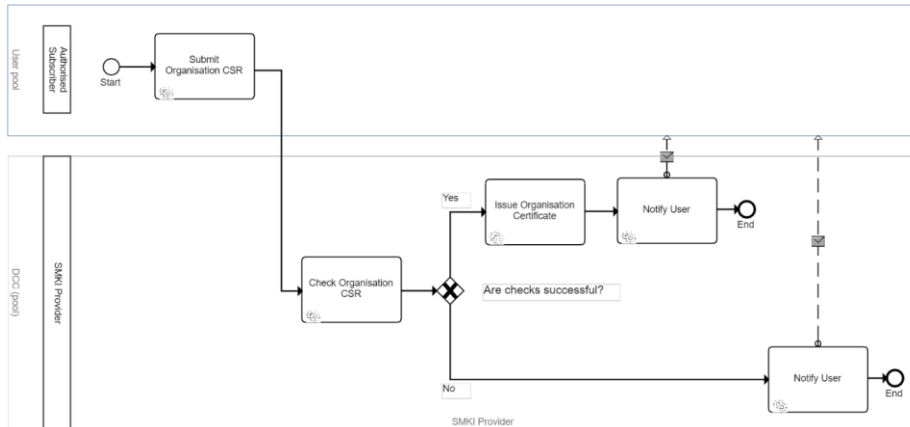 User pool
Authorised
Subscriber
Start
Submit
Organisation CSR
DCC (pool)
SMKI Provider
Check Organisation
CSR
Yes
Issue Organisation
Certificate
Notify User
End
Are checks successful?
No
Notify User
End
SMKI Provider